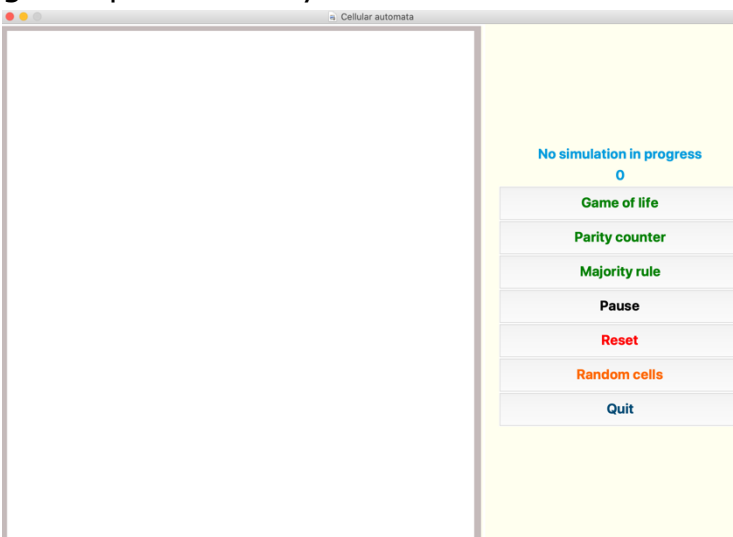 Cellular automata
No simulation in progress
0
Game of life
Parity counter
Majority rule
Pause
Reset
Random cells
Quit